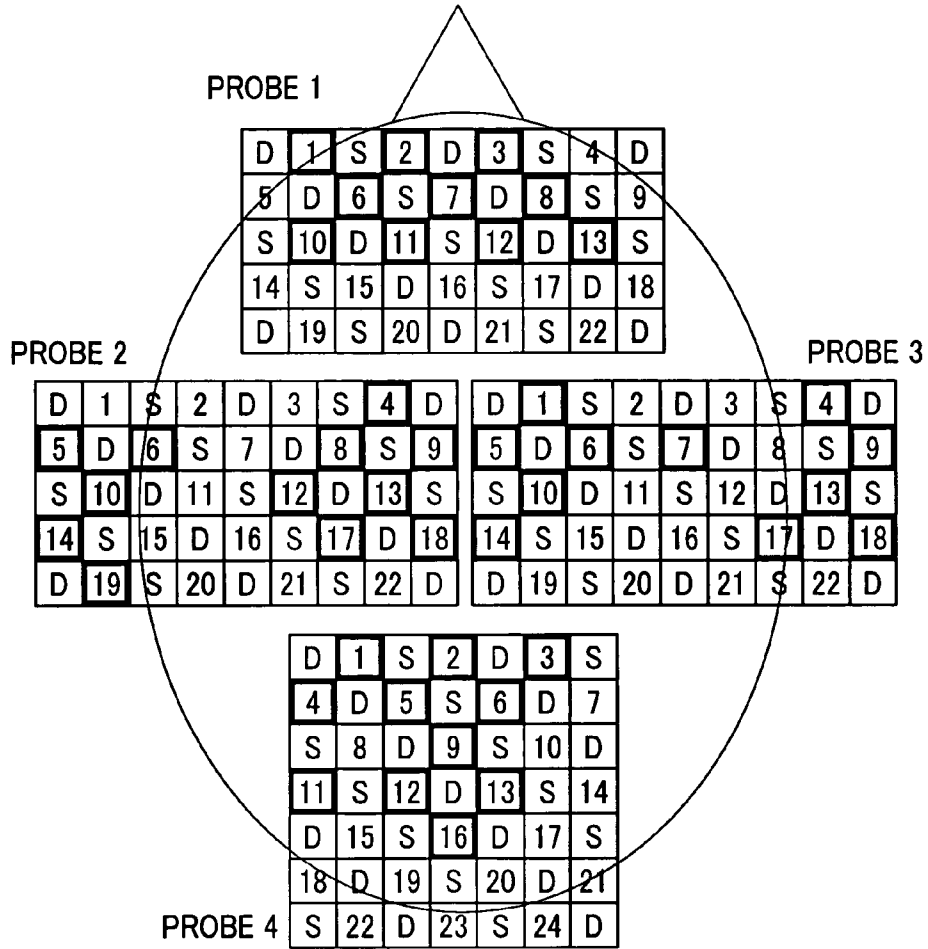 PROBE 1
D 1 S 2 D 3 S 4 D
5 D 6 S 7 D 8 S 9
S 10 D 11 S 12 D 13 S
14 S 15 D 16 S 17 D 18
D 19 S 20 D 21 S 22 D
PROBE 2
D 1 S 2 D 3 S 4 D
5 D 6 S 7 D 8 S 9
S 10 D 11 S 12 D 13 S
14 S 15 D 16 S 17 D 18
D 19 S 20 D 21 S 22 D
PROBE 3
D 1 S 2 D 3 S 4 D
5 D 6 S 7 D 8 S 9
S 10 D 11 S 12 D 13 S
14 S 15 D 16 S 17 D 18
D 19 S 20 D 21 S 22 D
D 1 S 2 D 3 S
4 D 5 S 6 D 7
S 8 D 9 S 10 D
11 S 12 D 13 S 14
D 15 S 16 D 17 S
18 D 19 S 20 D 21
PROBE 4 S 22 D 23 S 24 D